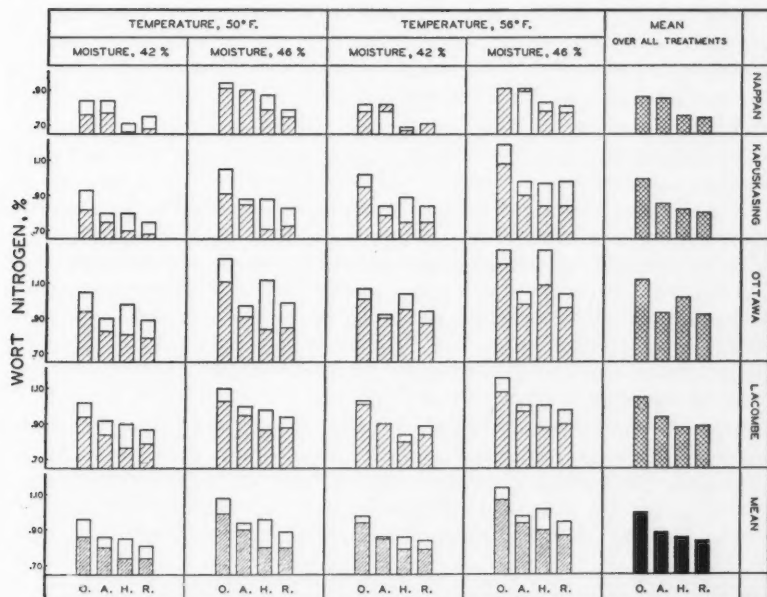 TEMPERATURE, 50° F.
TEMPERATURE, 56° F.
MEAN
OVER ALL TREATMENTS
MOISTURE, 42 %
MOISTURE, 46 %
MOISTURE, 42 %
MOISTURE, 46 %
WORT NITROGEN, %
.90
.70
NAPPAN
1.10
.90
.70
KAPUSKASING
1.10
.90
.70
OTTAWA
1.10
.90
.70
LACOMBE
1.10
.90
.70
MEAN
O. A. H. R.
O. A. H. R.
O. A. H. R.
O. A. H. R.
O. A. H. R.